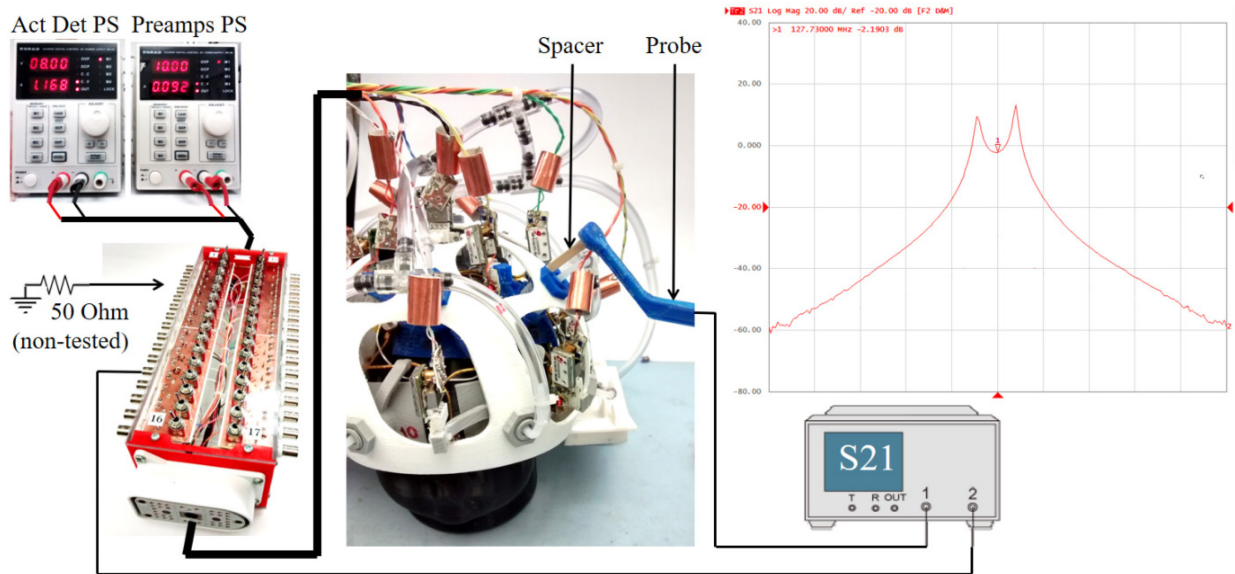 Act Det PS Preamps PS
08.00
1.168
10.00
0.092
Spacer Probe
50 Ohm
(non-tested)
16
17
10
Tr2 S21 Log Mag 20.00 dB/ Ref -20.00 dB [F2 D&M]
>1 127.73000 MHz -2.1903 dB
40.00
20.00
0.000
-20.00
-40.00
-60.00
-80.00
1
2
S21
T R OUT 1 2